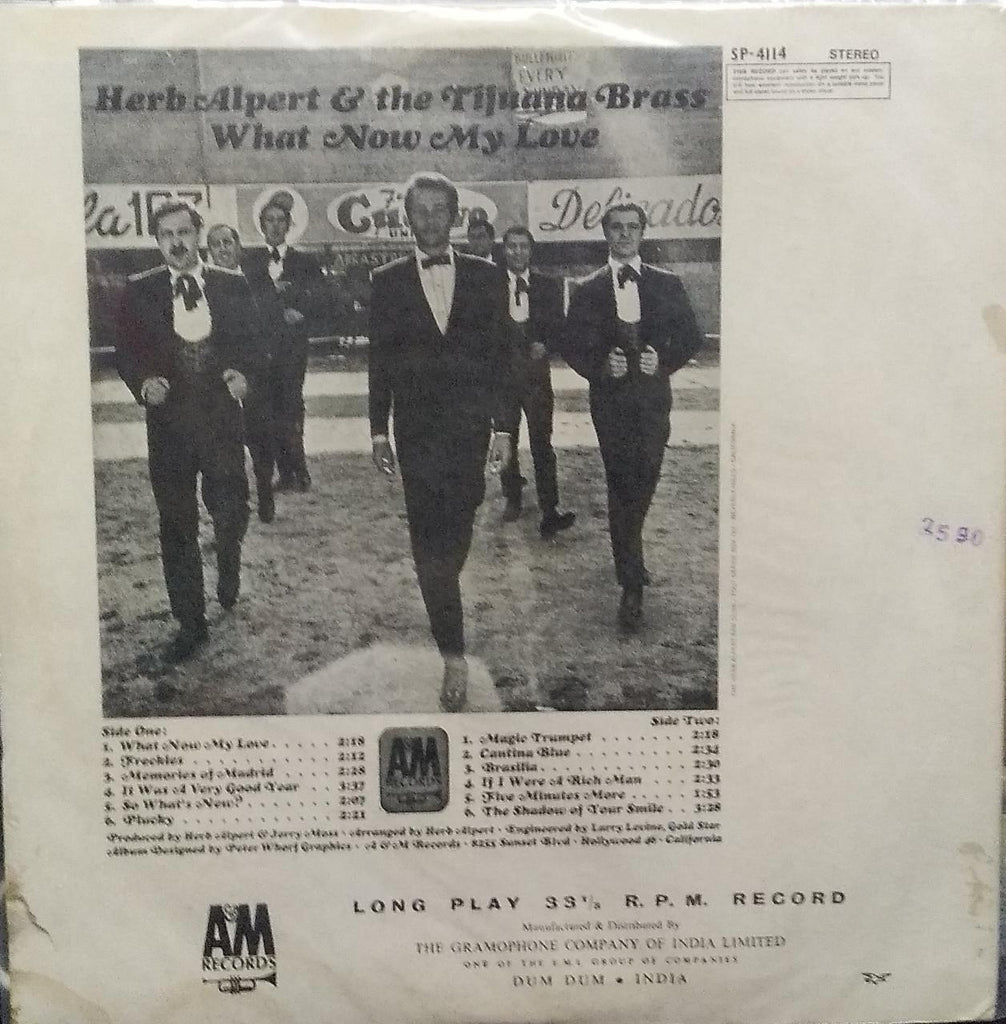 SP-4114 STEREO
BULLFIGHTS
EVERY
Herb Alpert & the Tijuana Brass
What Now My Love
la
Delicado
2590
Side One:
1. What Now My Love . . . . . 2:18
2. Freckles . . . . . . . . 2:12
3. Memories of Madrid . . . . 2:28
4. It Was A Very Good Year . . 3:37
5. So What's New? . . . . . . . 2:07
6. Plucky . . . . . . . . . 2:21
A&M
RECORDS
Side Two:
1. Magic Trumpet . . . . . . . 2:18
2. Cantina Blue . . . . . . . . 2:32
3. Brasilia . . . . . . . . . . 2:30
4. If I Were A Rich Man . . . 2:33
5. Five Minutes More . . . . 1:53
6. The Shadow of Your Smile . . 3:28
Produced by Herb Alpert & Jerry Moss · Arranged by Herb Alpert · Engineered by Larry Levine, Gold Star
Album Designed by Peter Whorf Graphics · A & M Records · 8255 Sunset Blvd · Hollywood 46 · California
A&M
RECORDS
LONG PLAY 33⅓ R. P. M. RECORD
Manufactured & Distributed By
THE GRAMOPHONE COMPANY OF INDIA LIMITED
ONE OF THE E.M.I. GROUP OF COMPANIES
DUM DUM • INDIA